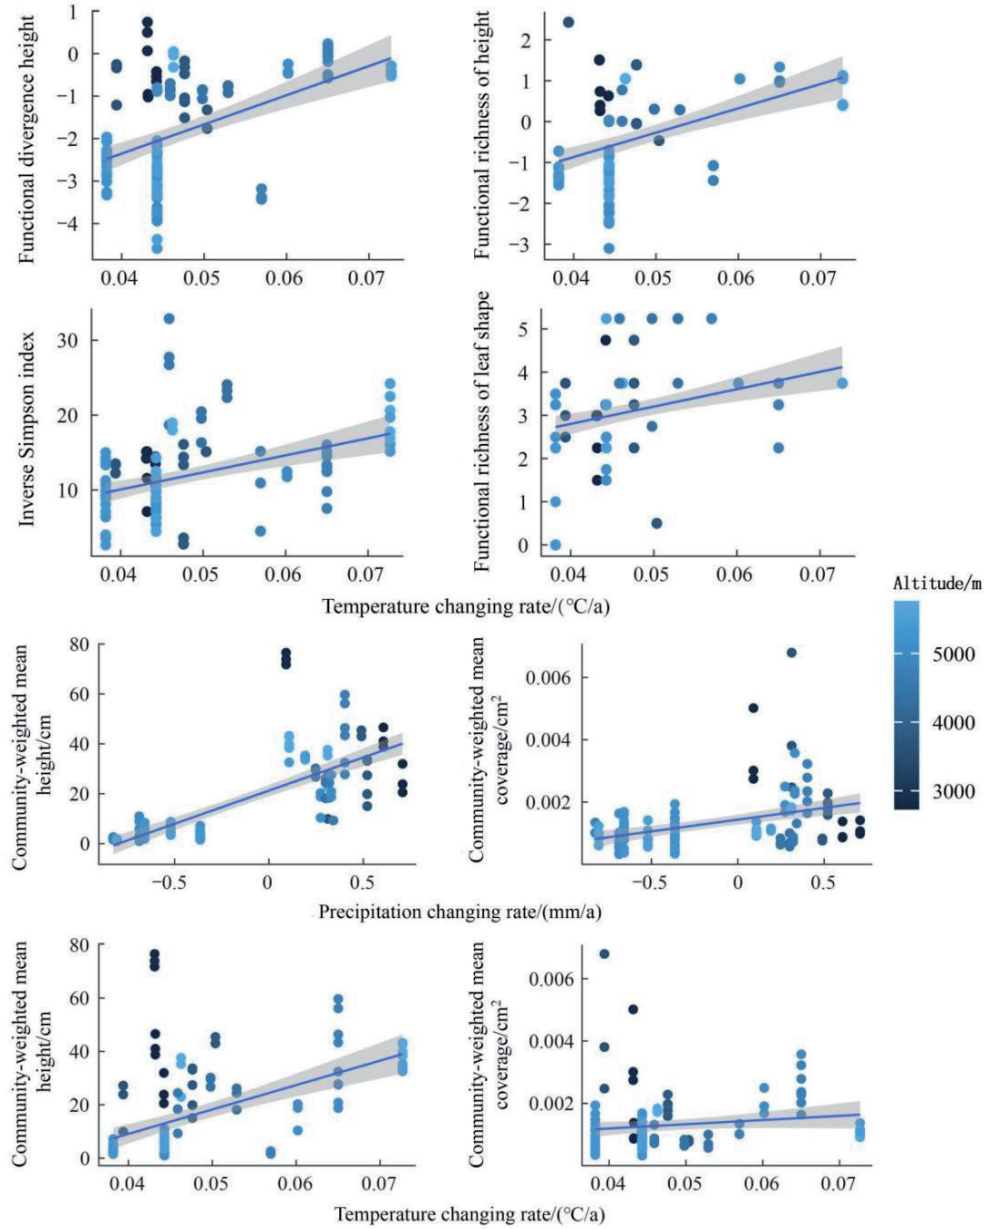 Functional divergence height
1
0
−1
−2
−3
−4
0.04 0.05 0.06 0.07
Functional richness of height
2
1
0
−1
−2
−3
0.04 0.05 0.06 0.07
Inverse Simpson index
30
20
10
0.04 0.05 0.06 0.07
Functional richness of leaf shape
5
4
3
2
1
0
0.04 0.05 0.06 0.07
Temperature changing rate/(°C/a)
Altitude/m
5000
4000
3000
Community-weighted mean
height/cm
80
60
40
20
0
−0.5 0 0.5
Community-weighted mean
coverage/cm²
0.006
0.004
0.002
−0.5 0 0.5
Precipitation changing rate/(mm/a)
Community-weighted mean
height/cm
80
60
40
20
0
0.04 0.05 0.06 0.07
Community-weighted mean
coverage/cm²
0.006
0.004
0.002
0.04 0.05 0.06 0.07
Temperature changing rate/(°C/a)